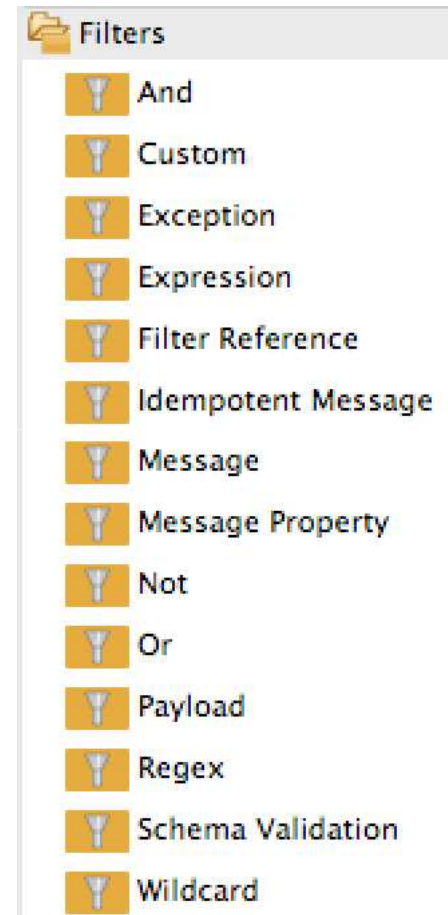 Filters
And
Custom
Exception
Expression
Filter Reference
Idempotent Message
Message
Message Property
Not
Or
Payload
Regex
Schema Validation
Wildcard